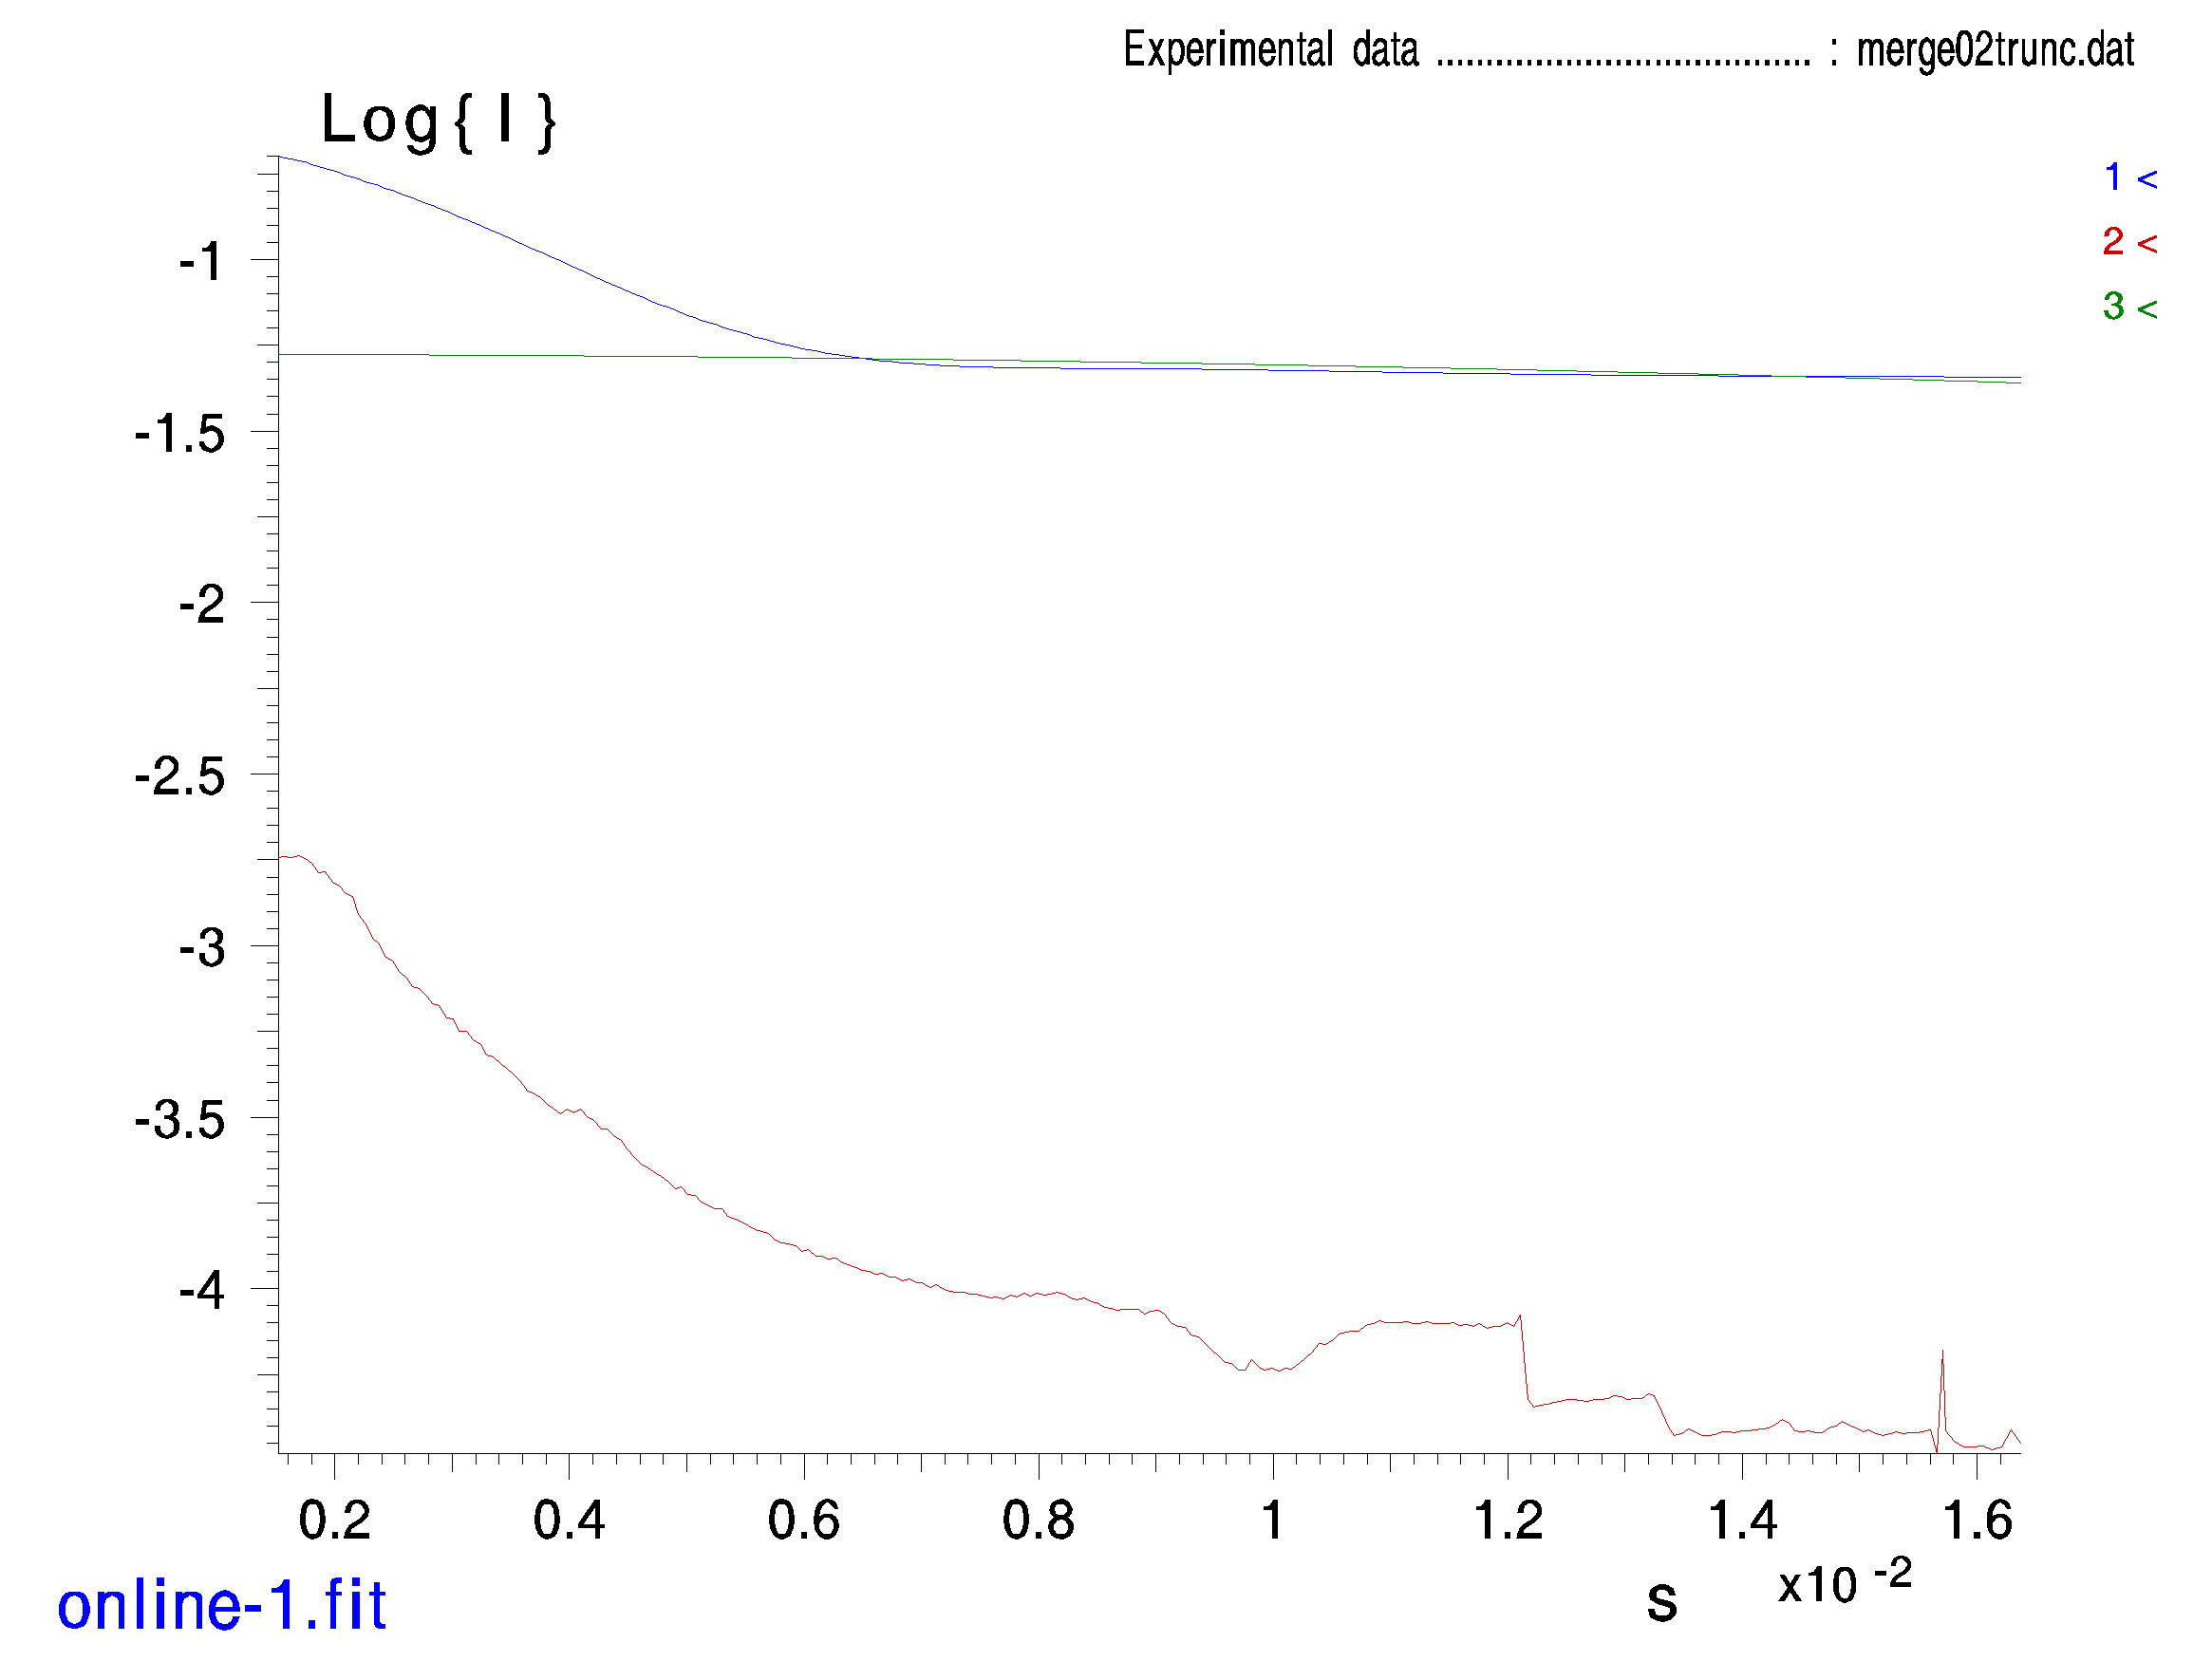 Experimental data ...................................... : merge02trunc.dat
Log{ I }
1 <
2 <
3 <
-1
-1.5
-2
-2.5
-3
-3.5
-4
0.2 0.4 0.6 0.8 1 1.2 1.4 1.6
s x10 -2
online-1.fit